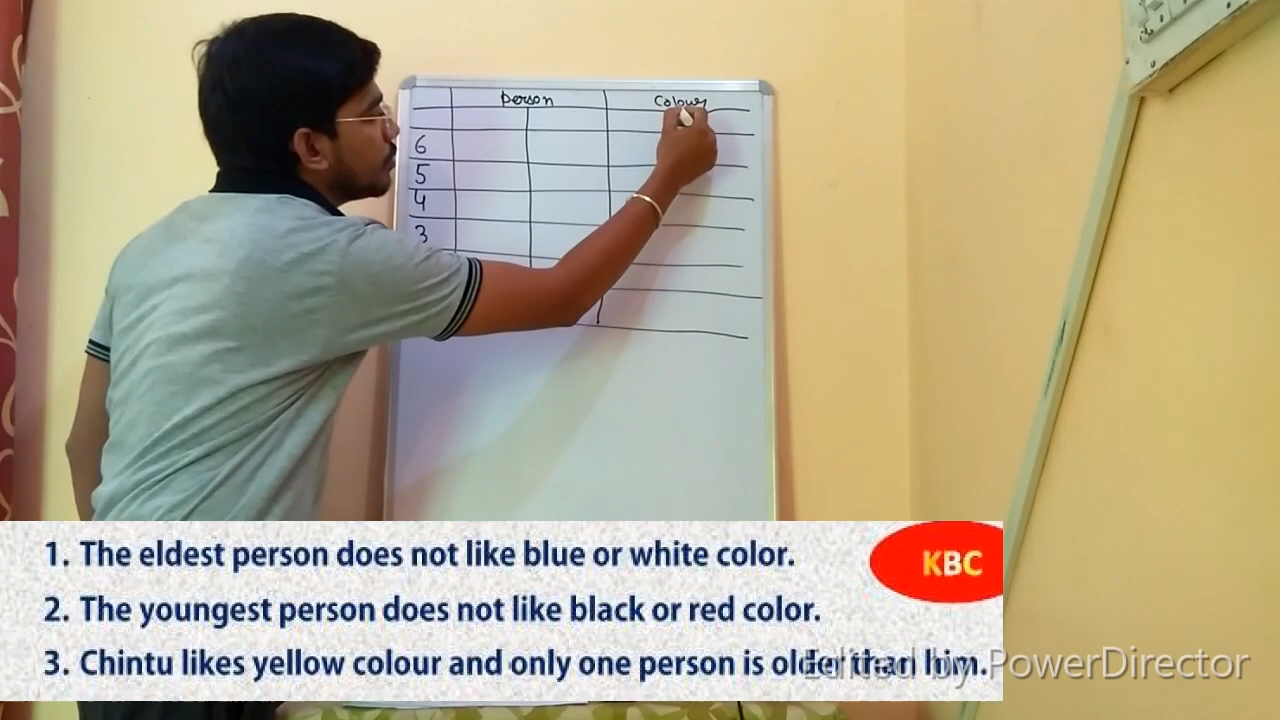 Person Colour
6
5
4
3
1. The eldest person does not like blue or white color.
KBC
2. The youngest person does not like black or red color.
3. Chintu likes yellow colour and only one person is older than him.
Edited by PowerDirector